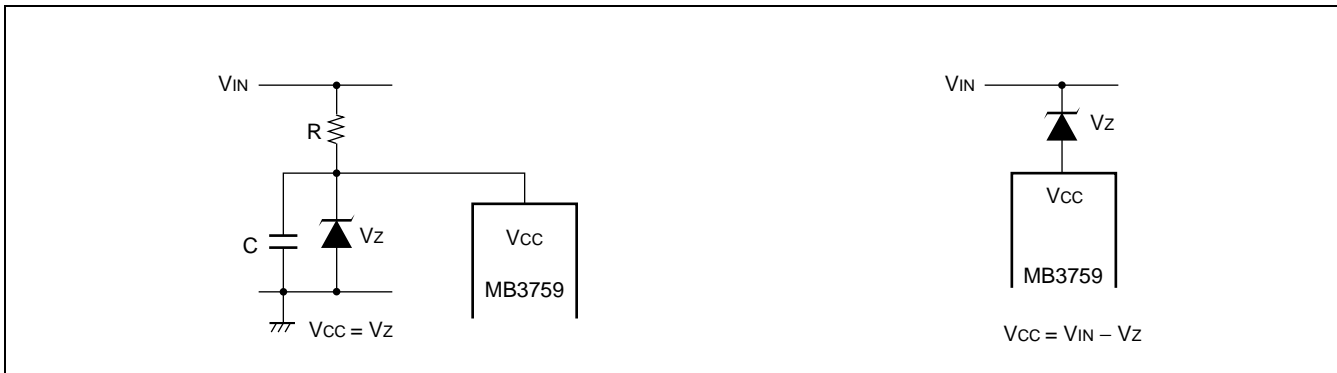 VIN
R
C
VZ
VCC
MB3759
VCC = VZ
VIN
VZ
VCC
MB3759
VCC = VIN − VZ